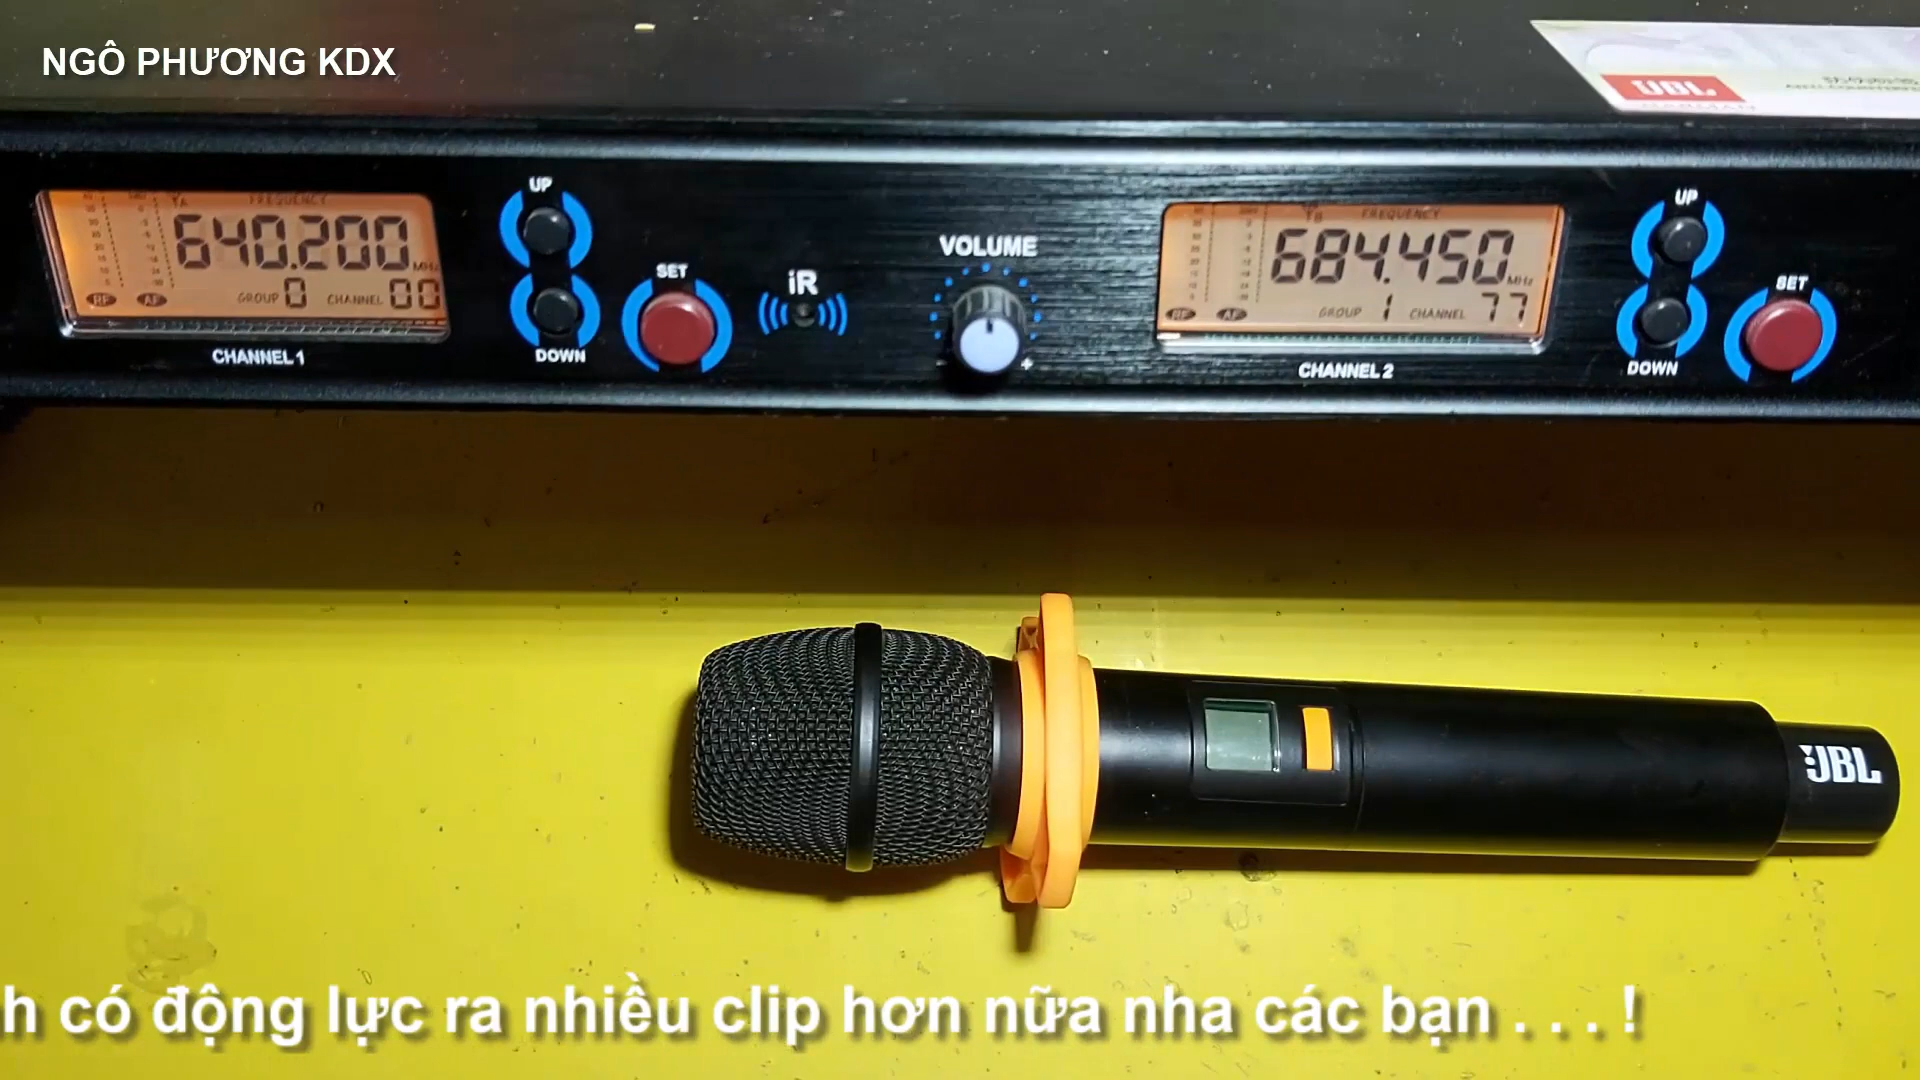 NGÔ PHƯƠNG KDX
JBL
FREQUENCY
640.200 MHz
RF AF GROUP 0 CHANNEL 00
CHANNEL 1
UP
DOWN
SET
iR
VOLUME
- +
FREQUENCY
684.450 MHz
RF AF GROUP 1 CHANNEL 77
CHANNEL 2
UP
DOWN
SET
JBL
h có động lực ra nhiều clip hơn nữa nha các bạn . . . !